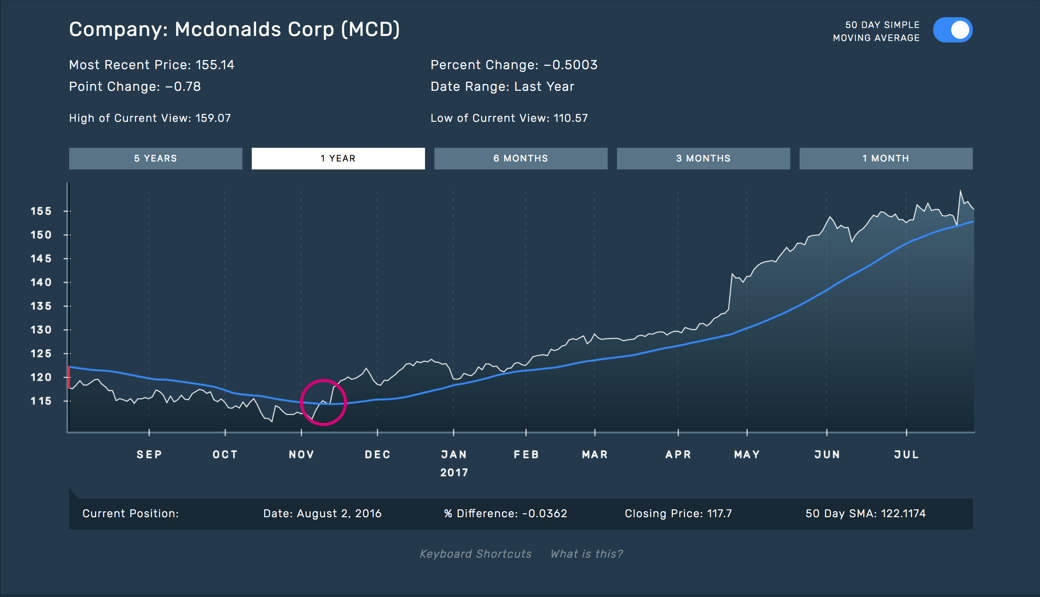 Company: Mcdonalds Corp (MCD)
50 DAY SIMPLE
MOVING AVERAGE
Most Recent Price: 155.14
Percent Change: −0.5003
Point Change: −0.78
Date Range: Last Year
High of Current View: 159.07
Low of Current View: 110.57
5 YEARS
1 YEAR
6 MONTHS
3 MONTHS
1 MONTH
155
150
145
140
135
130
125
120
115
SEP OCT NOV DEC JAN FEB MAR APR MAY JUN JUL
2017
Current Position: Date: August 2, 2016 % Difference: -0.0362 Closing Price: 117.7 50 Day SMA: 122.1174
Keyboard Shortcuts What is this?